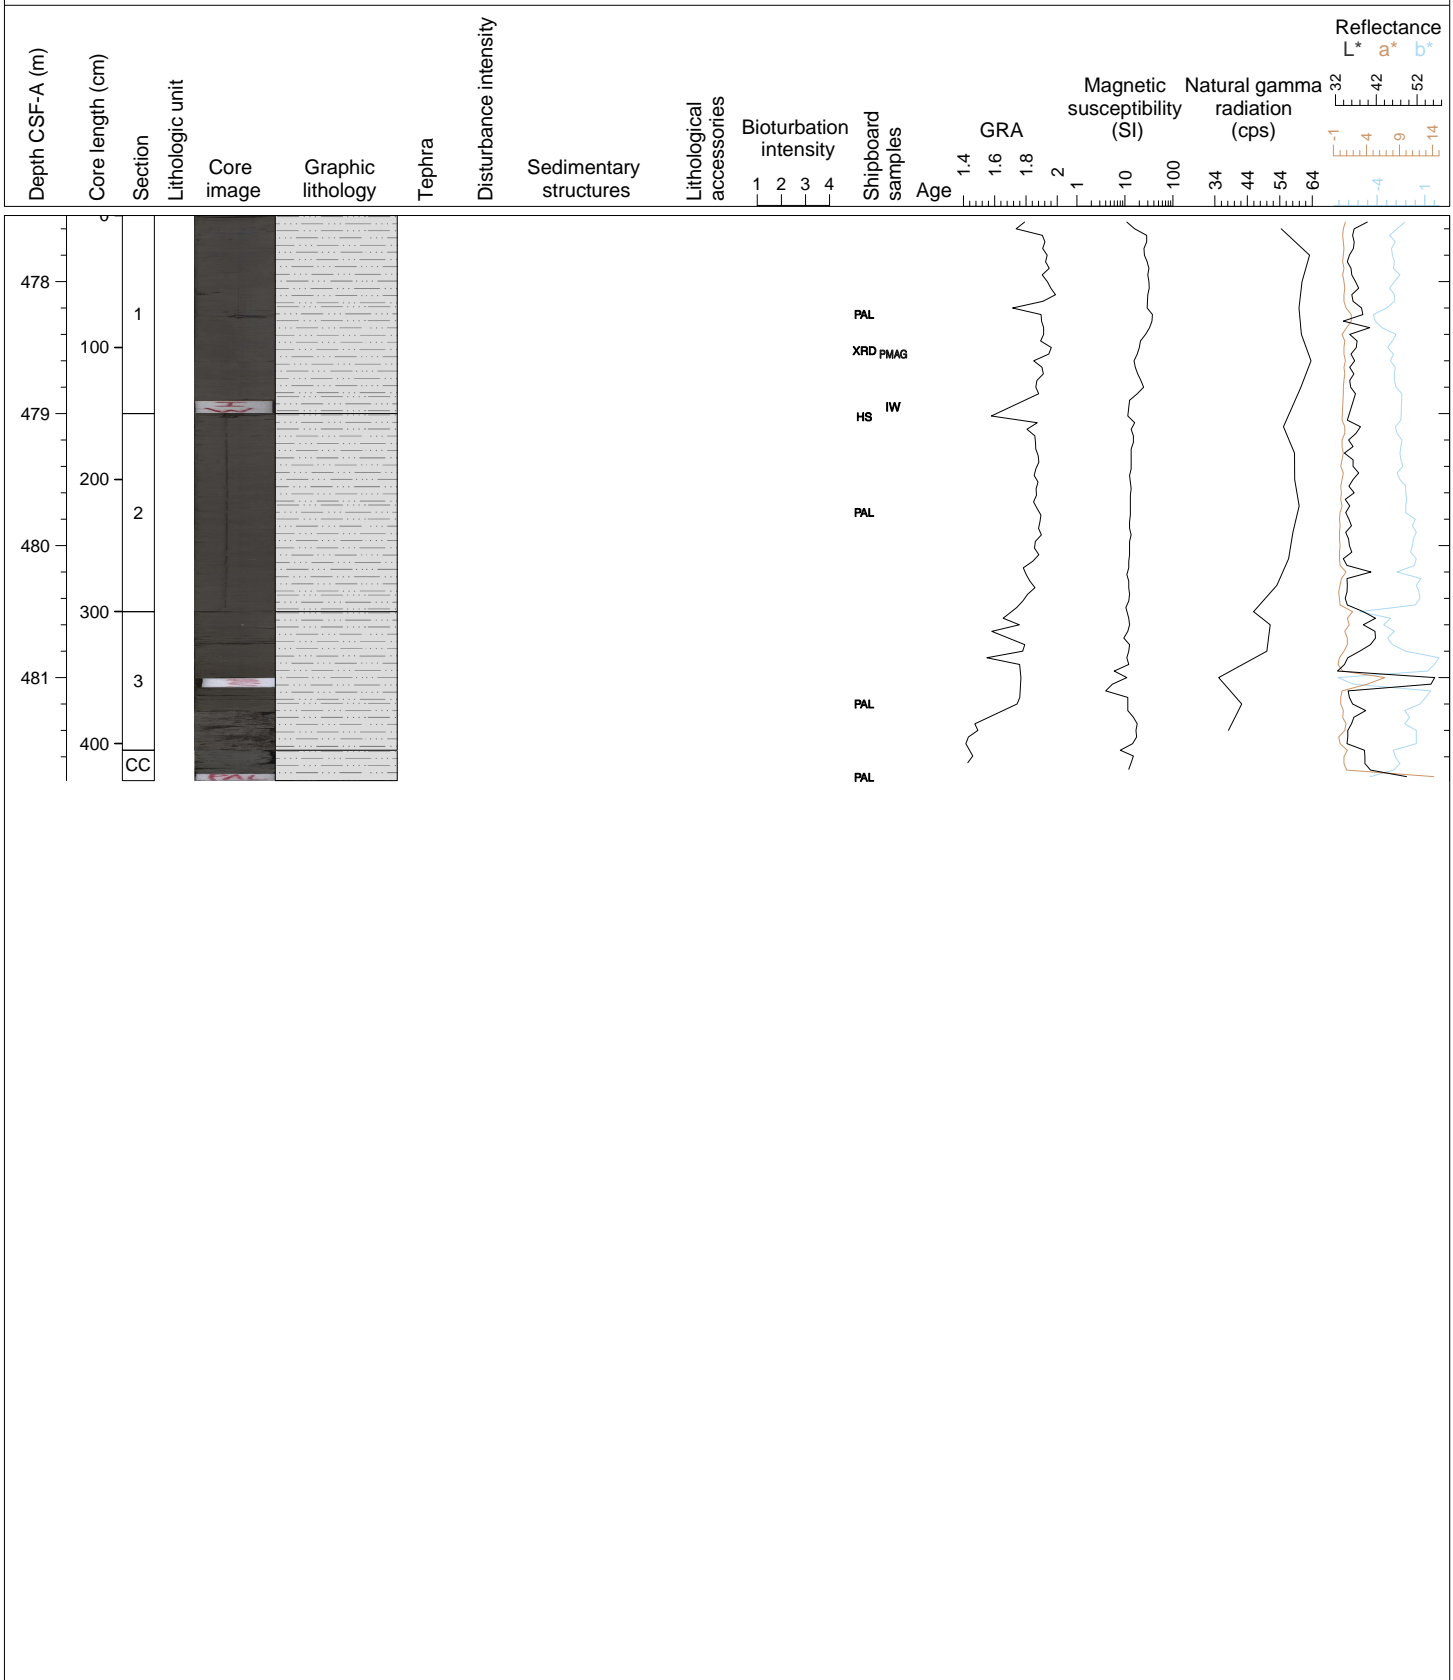 Depth CSF-A (m)
Core length (cm)
Section
Lithologic unit
Core
image
Graphic
lithology
Tephra
Disturbance intensity
Sedimentary
structures
Lithological
accessories
Bioturbation
intensity
1 2 3 4
Shipboard
samples
Age
GRA
1.4 1.6 1.8 2
Magnetic
susceptibility
(SI)
1 10 100
Natural gamma
radiation
(cps)
34 44 54 64
Reflectance
L* a* b*
32 42 52
-1 4 9 14
-4 1
0
478
1
PAL
100
XRD PMAG
479
IW
HS
200
2
PAL
480
300
481
3
PAL
400
CC
PAL